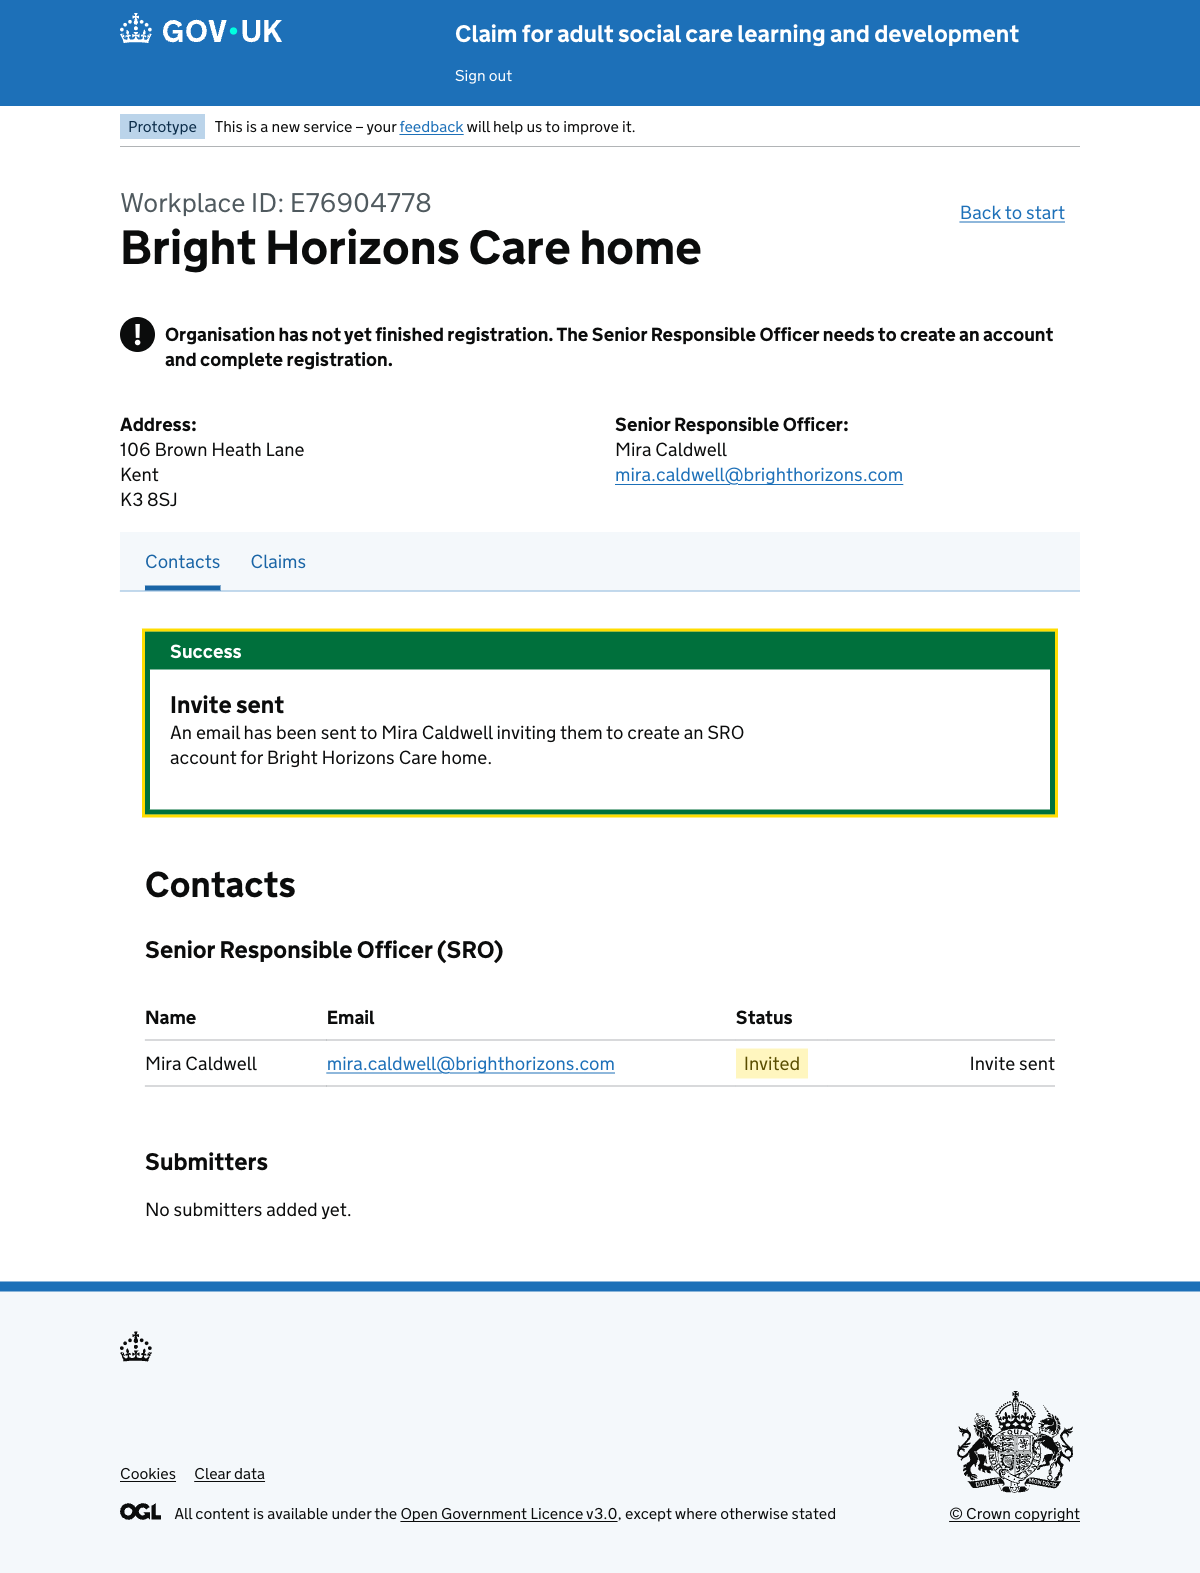 GOV·UK
Claim for adult social care learning and development
Sign out
Prototype This is a new service – your feedback will help us to improve it.
Workplace ID: E76904778
Back to start
Bright Horizons Care home
! Organisation has not yet finished registration. The Senior Responsible Officer needs to create an account
and complete registration.
Address:
106 Brown Heath Lane
Kent
K3 8SJ
Senior Responsible Officer:
Mira Caldwell
mira.caldwell@brighthorizons.com
Contacts Claims
Success
Invite sent
An email has been sent to Mira Caldwell inviting them to create an SRO
account for Bright Horizons Care home.
Contacts
Senior Responsible Officer (SRO)
Name Email Status
Mira Caldwell mira.caldwell@brighthorizons.com Invited Invite sent
Submitters
No submitters added yet.
Cookies Clear data
OGL All content is available under the Open Government Licence v3.0, except where otherwise stated
© Crown copyright